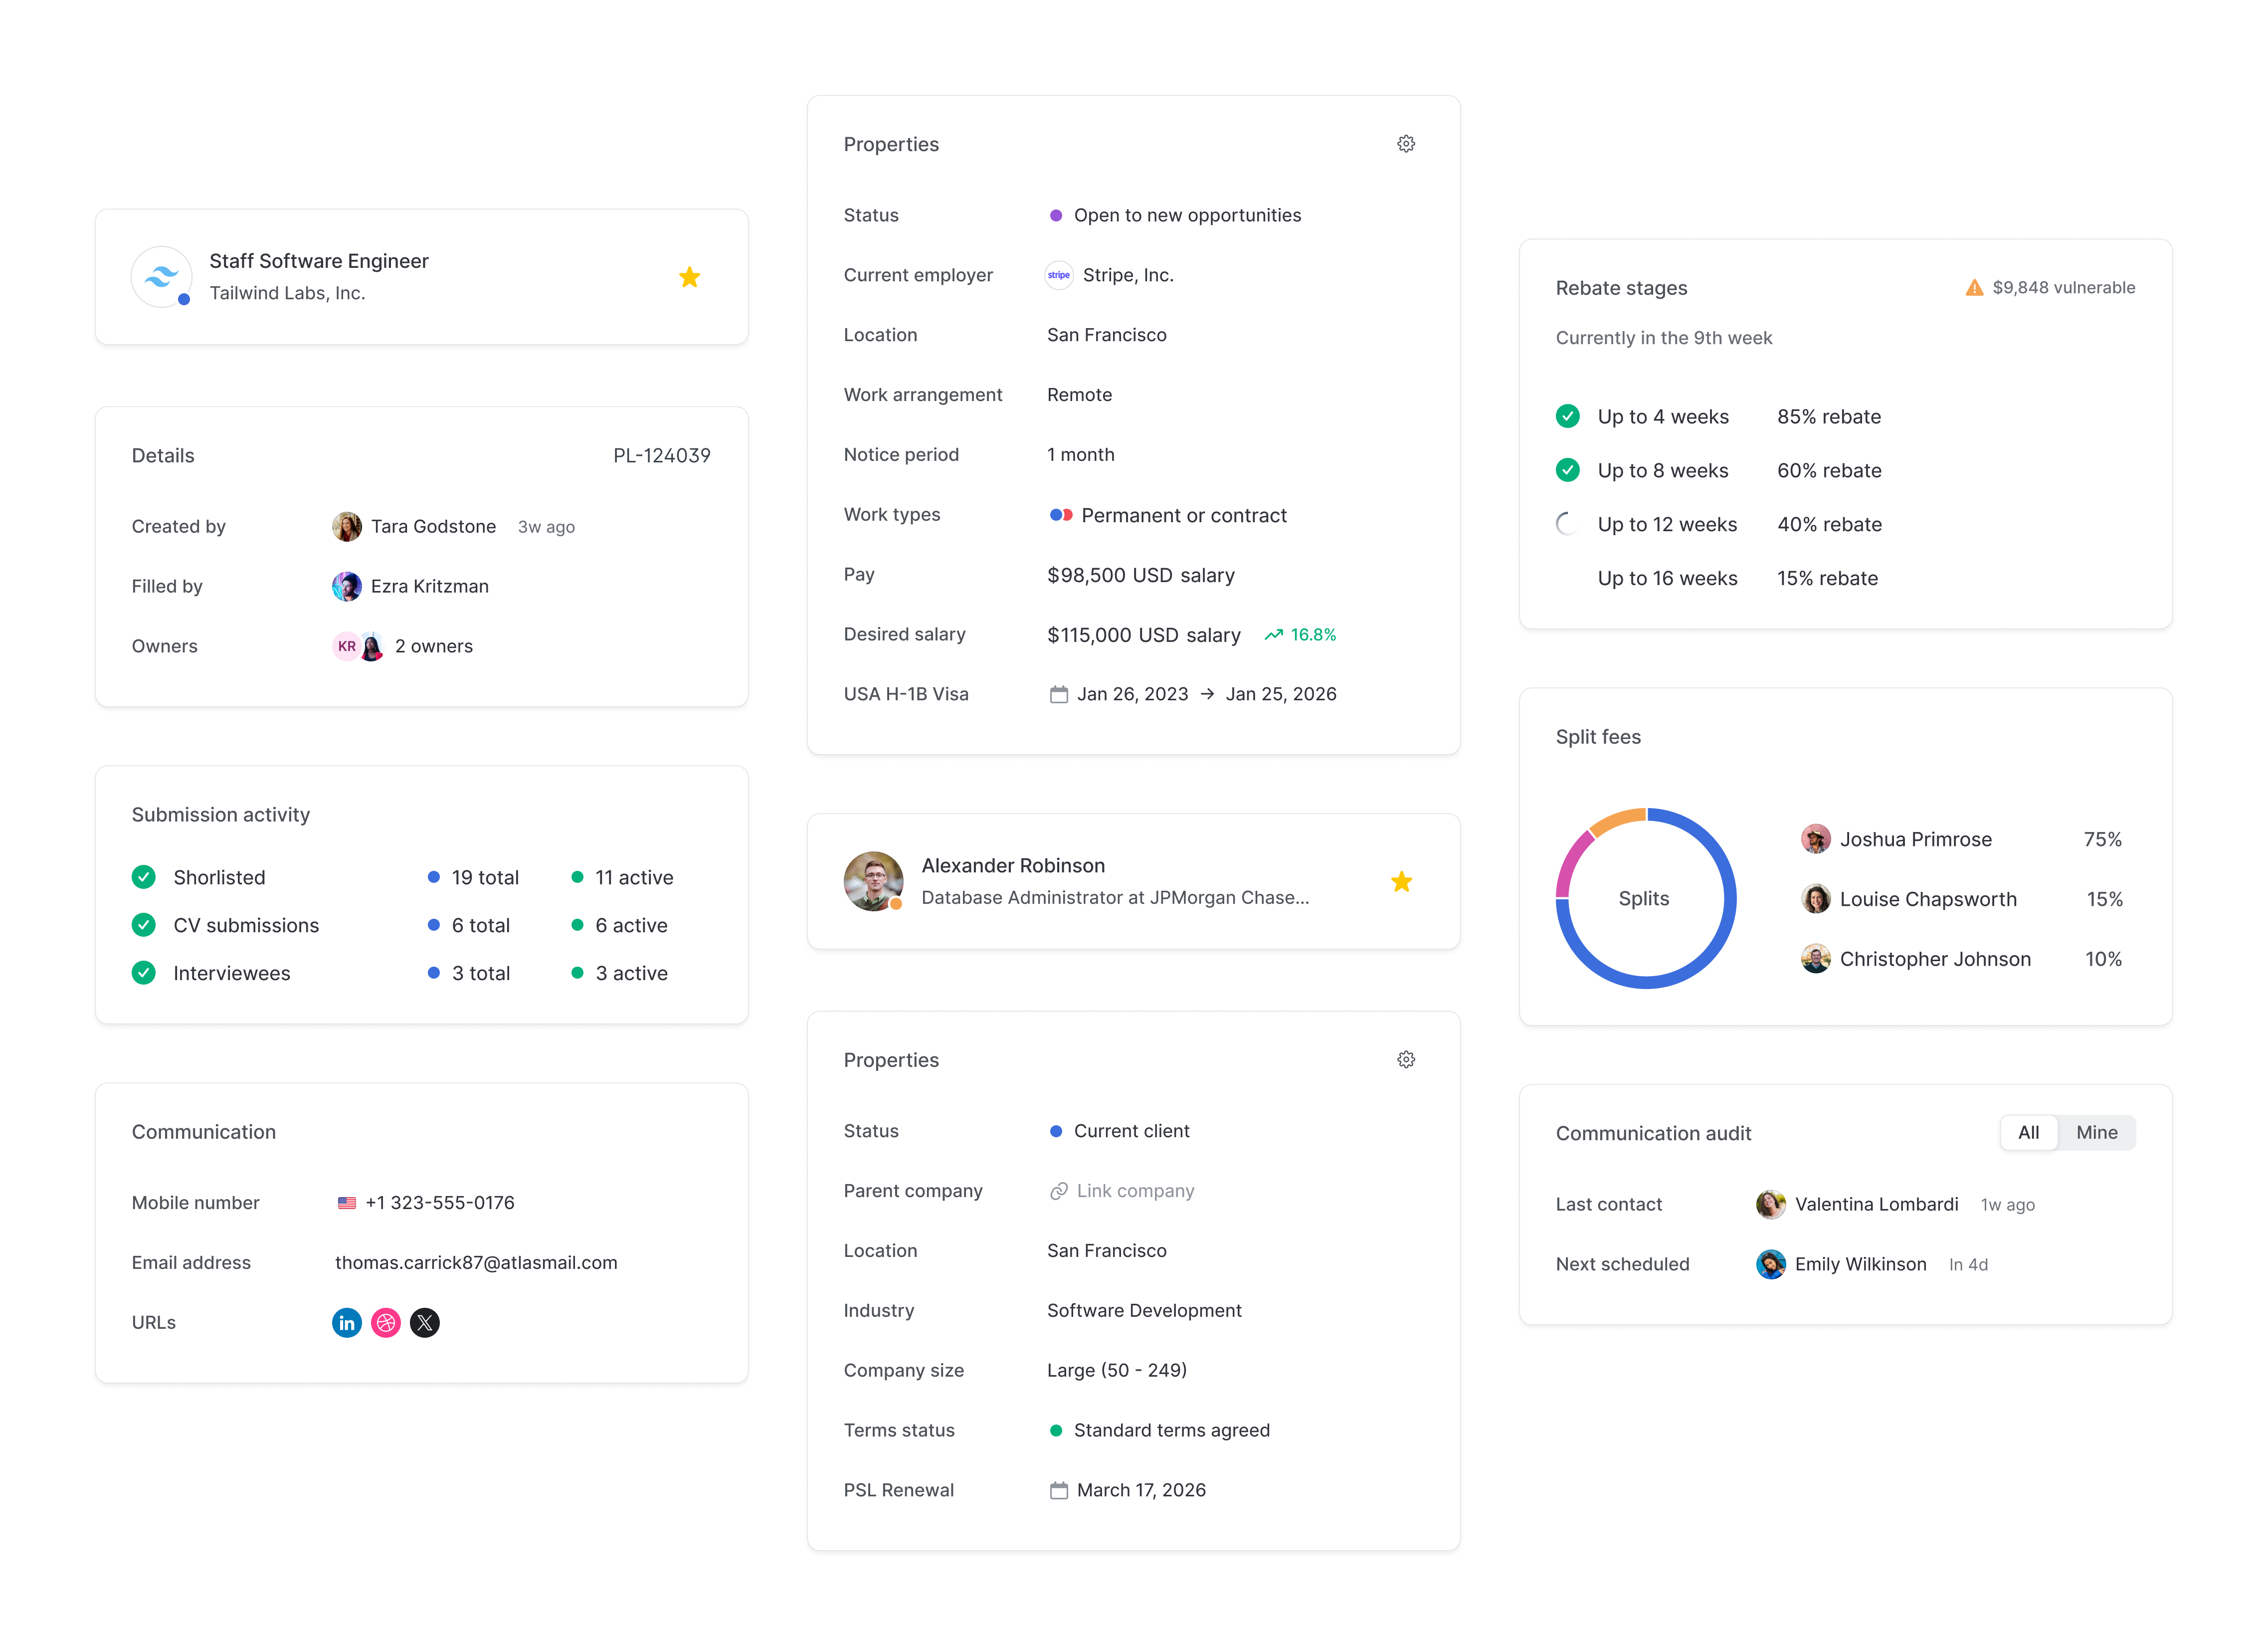 Staff Software Engineer
Tailwind Labs, Inc.
Details PL-124039
Created by Tara Godstone 3w ago
Filled by Ezra Kritzman
Owners KR 2 owners
Submission activity
Shorlisted 19 total 11 active
CV submissions 6 total 6 active
Interviewees 3 total 3 active
Communication
Mobile number +1 323-555-0176
Email address thomas.carrick87@atlasmail.com
URLs in X
Properties
Status Open to new opportunities
Current employer stripe Stripe, Inc.
Location San Francisco
Work arrangement Remote
Notice period 1 month
Work types Permanent or contract
Pay $98,500 USD salary
Desired salary $115,000 USD salary 16.8%
USA H-1B Visa Jan 26, 2023 → Jan 25, 2026
Alexander Robinson
Database Administrator at JPMorgan Chase...
Properties
Status Current client
Parent company Link company
Location San Francisco
Industry Software Development
Company size Large (50 - 249)
Terms status Standard terms agreed
PSL Renewal March 17, 2026
Rebate stages $9,848 vulnerable
Currently in the 9th week
Up to 4 weeks 85% rebate
Up to 8 weeks 60% rebate
Up to 12 weeks 40% rebate
Up to 16 weeks 15% rebate
Split fees
Splits
Joshua Primrose 75%
Louise Chapsworth 15%
Christopher Johnson 10%
Communication audit All Mine
Last contact Valentina Lombardi 1w ago
Next scheduled Emily Wilkinson In 4d